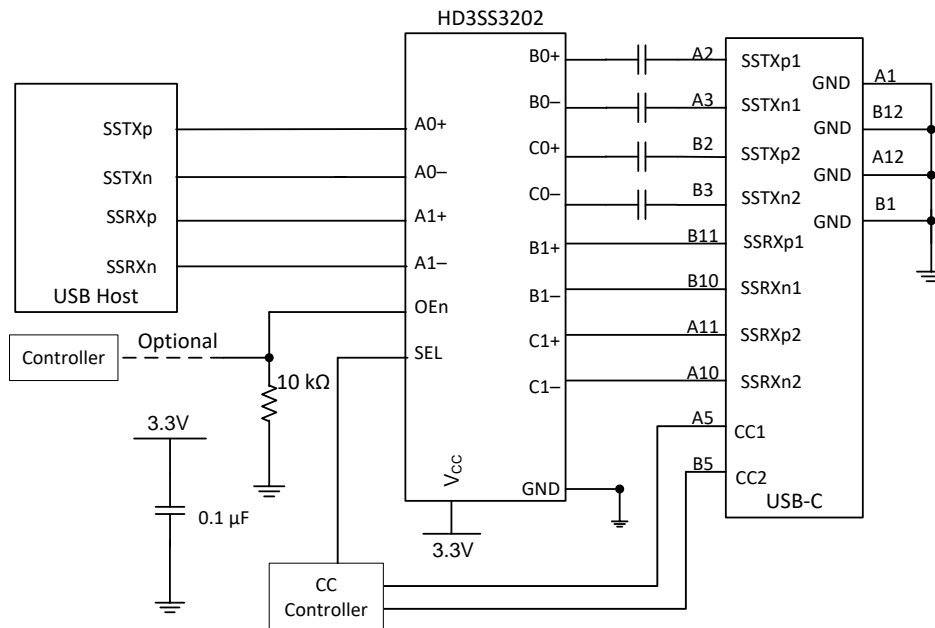 HD3SS3202
SSTXp
SSTXn
SSRXp
SSRXn
USB Host
A0+
A0–
A1+
A1–
OEn
SEL
B0+
B0–
C0+
C0–
B1+
B1–
C1+
C1–
VCC
GND
3.3V
A2
A3
B2
B3
B11
B10
A11
A10
A5
B5
SSTXp1
SSTXn1
SSTXp2
SSTXn2
SSRXp1
SSRXn1
SSRXp2
SSRXn2
CC1
CC2
USB-C
GND
GND
GND
GND
A1
B12
A12
B1
Controller
Optional
10 kΩ
3.3V
0.1 µF
CC
Controller